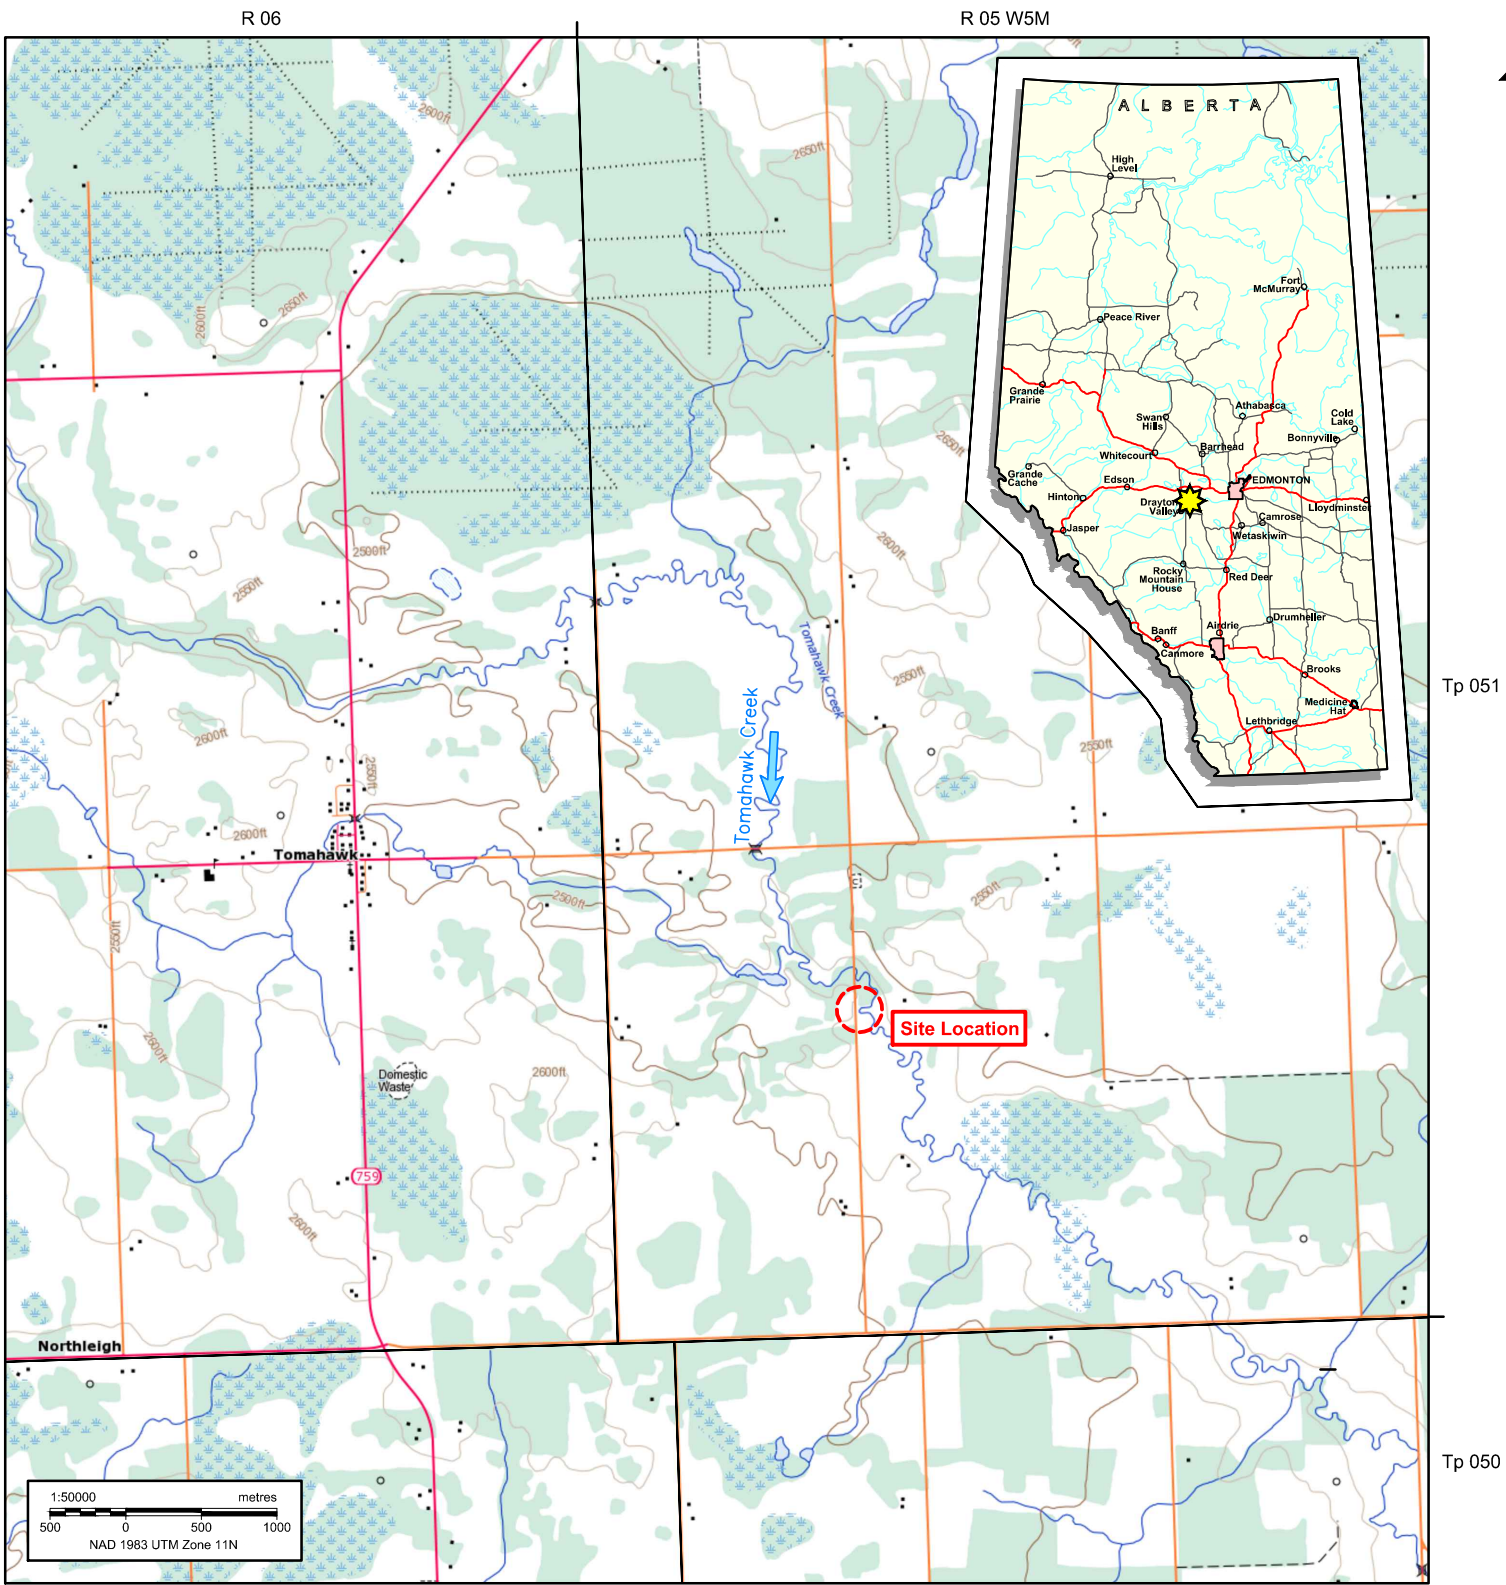 R 06
R 05 W5M
ALBERTA
High
Level
Fort
McMurray
Peace River
Grande
Prairie
Swan
Hills
Athabasca
Cold
Lake
Bonnyville
Barrhead
Whitecourt
Grande
Cache
Edson
EDMONTON
Hinton
Drayton
Valley
Lloydminster
Jasper
Camrose
Wetaskiwin
Rocky
Mountain
House
Red Deer
Drumheller
Banff
Airdrie
Canmore
Brooks
Medicine
Hat
Lethbridge
2600ft
2650ft
2650ft
2600ft
2650ft
2500ft
2600ft
2550ft
Tomahawk Creek
2550ft
Tp 051
2600ft
2550ft
Tomahawk Creek
2550ft
2600ft
Tomahawk
2500ft
2550ft
2550ft
Site Location
2600ft
Domestic
Waste
2600ft
759
2600ft
Northleigh
Tp 050
1:50000 metres
500 0 500 1000
NAD 1983 UTM Zone 11N